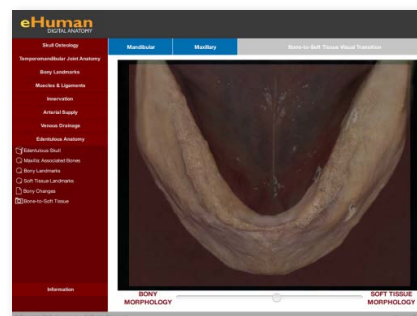 eHuman
DIGITAL ANATOMY
Skull Osteology
Temporomandibular Joint Anatomy
Bony Landmarks
Muscles & Ligaments
Innervation
Arterial Supply
Venous Drainage
Edentulous Anatomy
Edentulous Skull
Maxilla Associated Bones
Bony Landmarks
Soft Tissue Landmarks
Bony Changes
Bone-to-Soft Tissue
Information
Mandibular
Maxillary
Bone-to-Soft Tissue Visual Transition
BONY
MORPHOLOGY
SOFT TISSUE
MORPHOLOGY